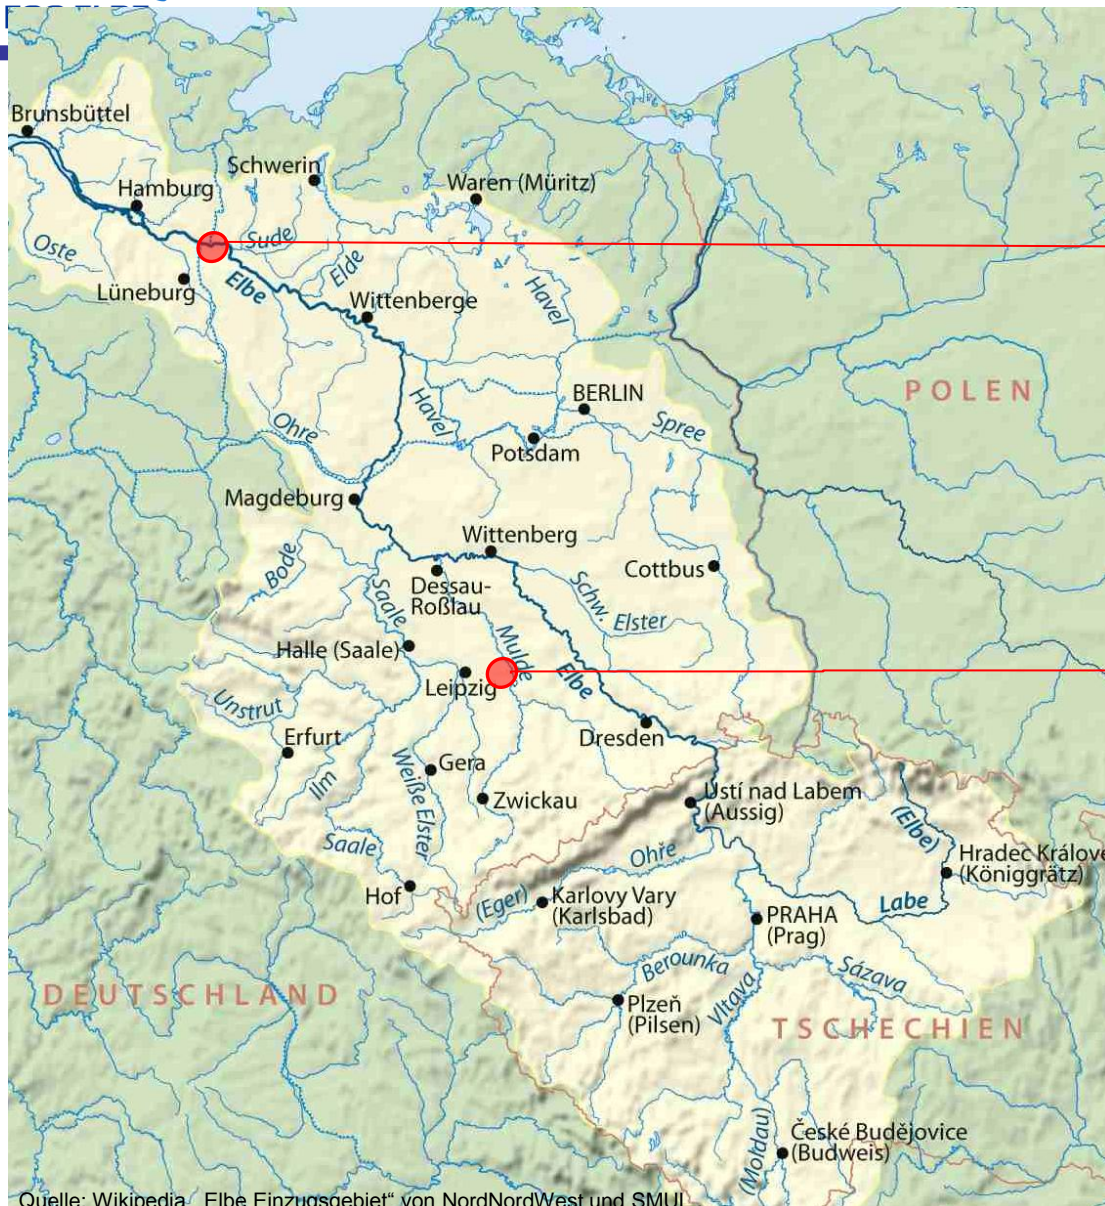 Brunsbüttel
Schwerin
Waren (Müritz)
Hamburg
Sude
Oste
Elde
Lüneburg
Elbe
Havel
Wittenberge
POLEN
BERLIN
Havel
Spree
Ohre
Potsdam
Magdeburg
Wittenberg
Bode
Cottbus
Dessau-
Roßlau
Saale
Schw. Elster
Halle (Saale)
Mulde
Elbe
Leipzig
Unstrut
Erfurt
Dresden
Gera
Ilm
Weiße Elster
Zwickau
Ústí nad Labem
(Aussig)
(Elbe)
Saale
Ohře
Hradec Králové
(Königgrätz)
Hof
(Eger)
Karlovy Vary
(Karlsbad)
Labe
PRAHA
(Prag)
Berounka
Sázava
DEUTSCHLAND
Vltava
Plzeň
(Pilsen)
TSCHECHIEN
(Moldau)
České Budějovice
(Budweis)
Quelle: Wikipedia „Elbe Einzugsgebiet“ von NordNordWest und SMUL